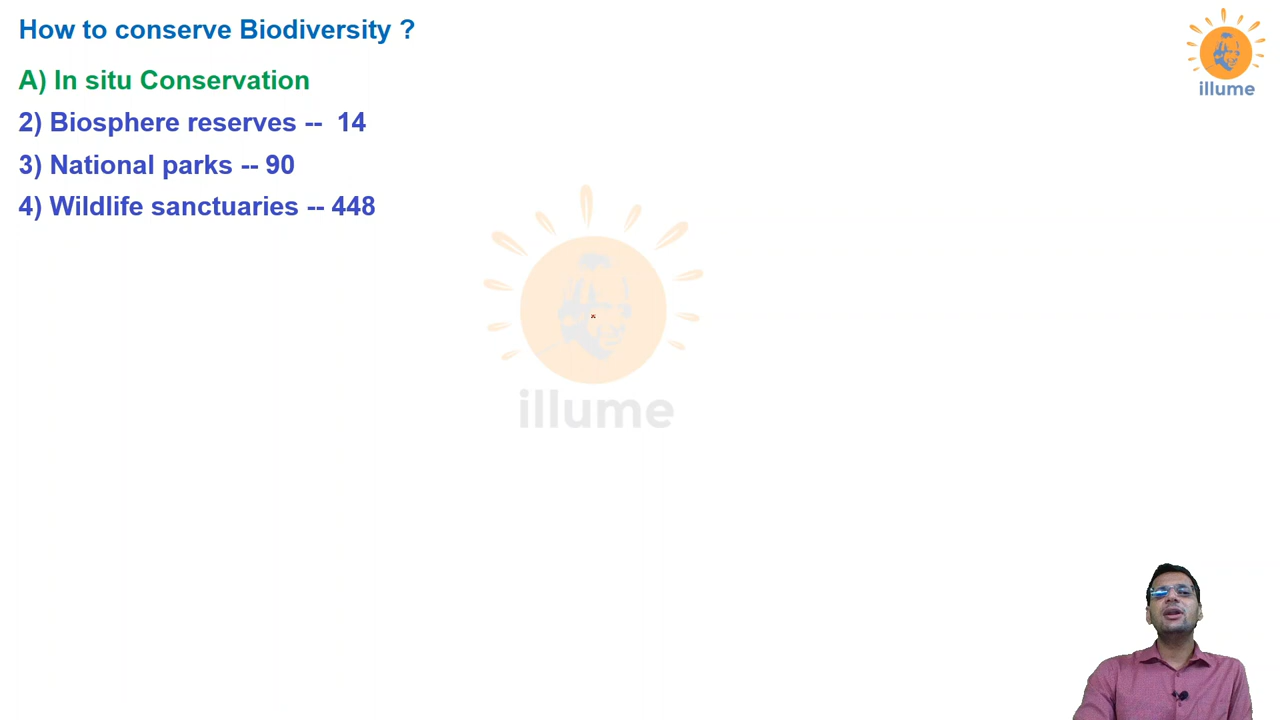 How to conserve Biodiversity ?
A) In situ Conservation
2) Biosphere reserves -- 14
3) National parks -- 90
4) Wildlife sanctuaries -- 448
illume
illume